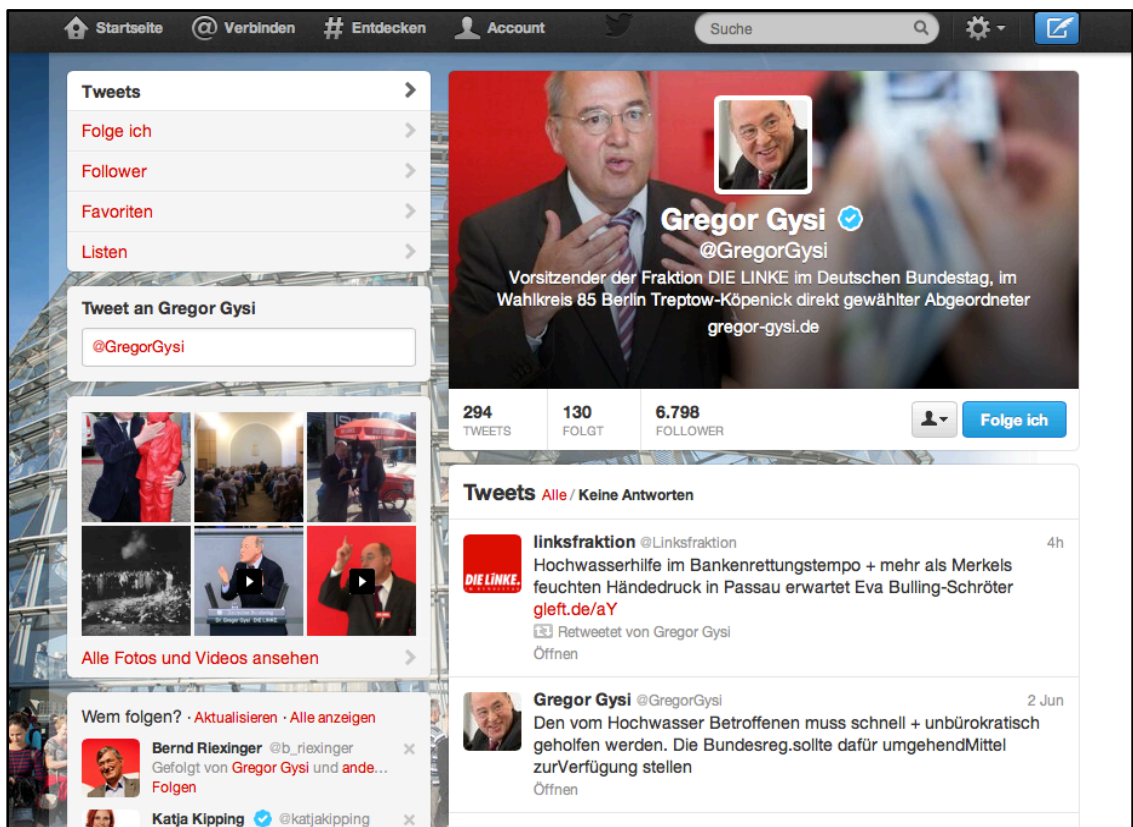 Startseite
Verbinden
Entdecken
Account
Suche
Tweets
Folge ich
Follower
Favoriten
Listen
Tweet an Gregor Gysi
@GregorGysi
Alle Fotos und Videos ansehen
Wem folgen? · Aktualisieren · Alle anzeigen
Bernd Riexinger @b_riexinger
Gefolgt von Gregor Gysi und ande...
Folgen
Katja Kipping @katjakipping
Gregor Gysi
@GregorGysi
Vorsitzender der Fraktion DIE LINKE im Deutschen Bundestag, im
Wahlkreis 85 Berlin Treptow-Köpenick direkt gewählter Abgeordneter
gregor-gysi.de
294
TWEETS
130
FOLGT
6.798
FOLLOWER
Folge ich
Tweets Alle / Keine Antworten
DIE LINKE.
linksfraktion @Linksfraktion 4h
Hochwasserhilfe im Bankenrettungstempo + mehr als Merkels
feuchten Händedruck in Passau erwartet Eva Bulling-Schröter
gleft.de/aY
Retweetet von Gregor Gysi
Öffnen
Gregor Gysi @GregorGysi 2 Jun
Den vom Hochwasser Betroffenen muss schnell + unbürokratisch
geholfen werden. Die Bundesreg.sollte dafür umgehendMittel
zurVerfügung stellen
Öffnen